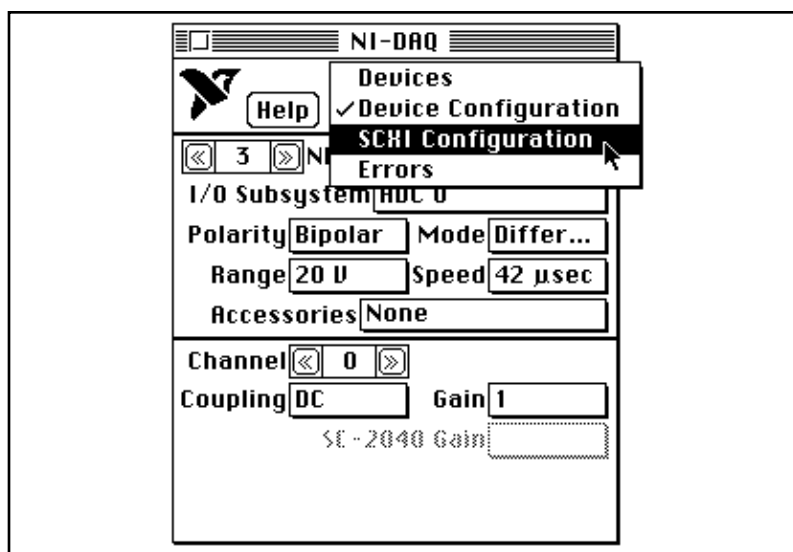 NI-DAQ
Help
Devices
✓Device Configuration
SCXI Configuration
Errors
3
I/O Subsystem ADC 0
Polarity Bipolar Mode Differ...
Range 20 V Speed 42 µsec
Accessories None
Channel 0
Coupling DC Gain 1
SC-2040 Gain